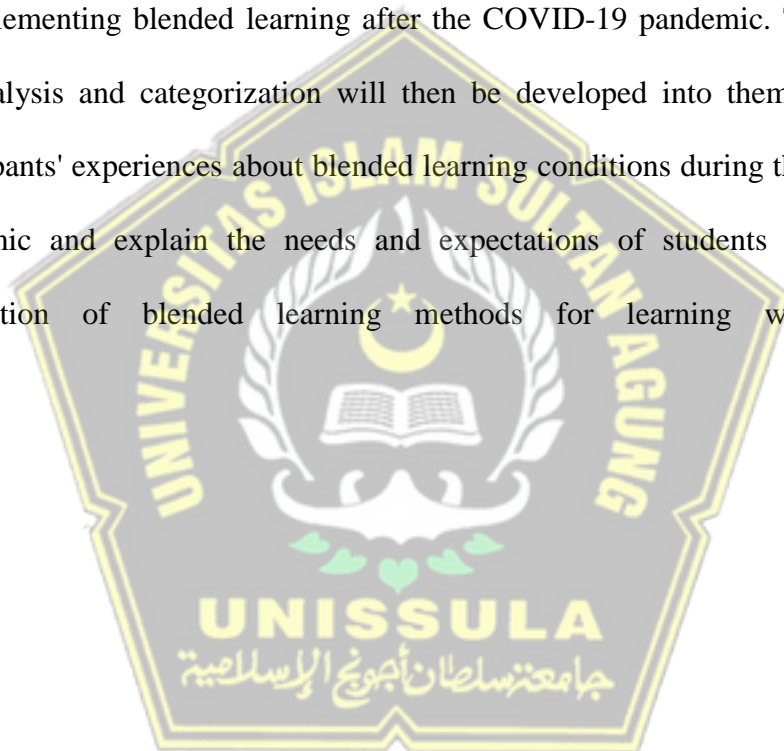 lementing blended learning after the COVID-19 pandemic. T
alysis and categorization will then be developed into them
pants' experiences about blended learning conditions during th
nic and explain the needs and expectations of students
tion of blended learning methods for learning w
UNIVERSITAS ISLAM SULTAN AGUNG
UNISSULA
جامعة سلطان أجونج الإسلامية